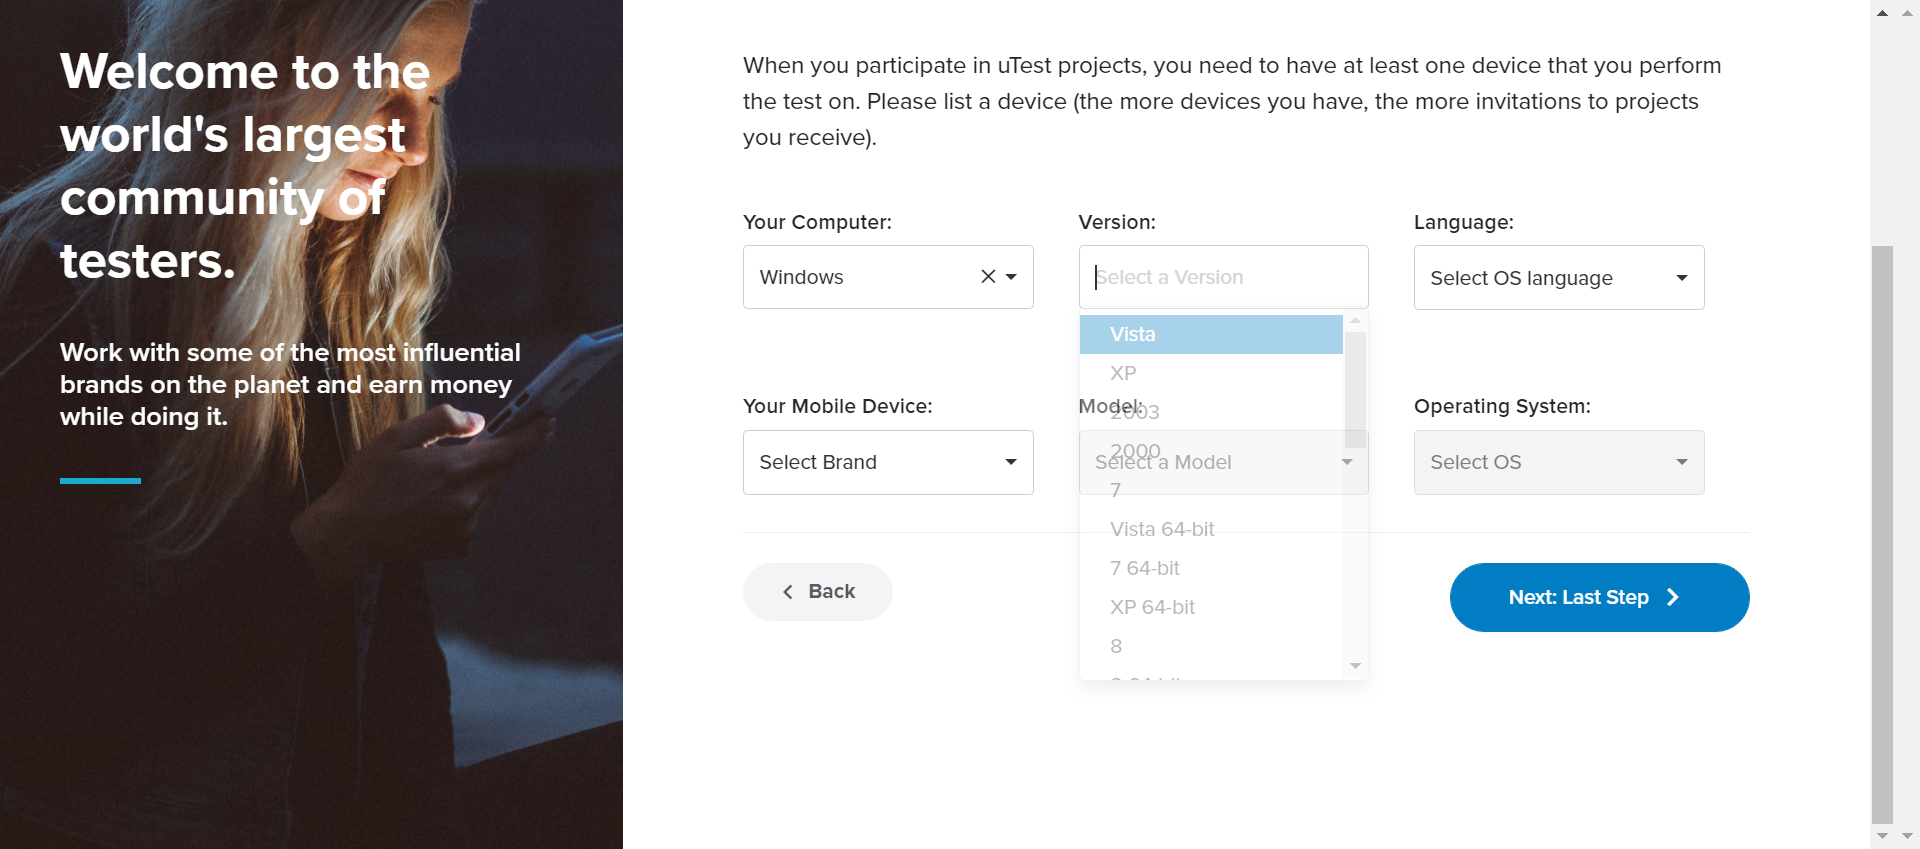 Welcome to the
world's largest
community of
testers.
Work with some of the most influential
brands on the planet and earn money
while doing it.
When you participate in uTest projects, you need to have at least one device that you perform
the test on. Please list a device (the more devices you have, the more invitations to projects
you receive).
Your Computer:
Version:
Language:
Windows
Select a Version
Select OS language
Vista
XP
2003
2000
7
Vista 64-bit
7 64-bit
XP 64-bit
8
Your Mobile Device:
Model:
Operating System:
Select Brand
Select a Model
Select OS
Back
Next: Last Step